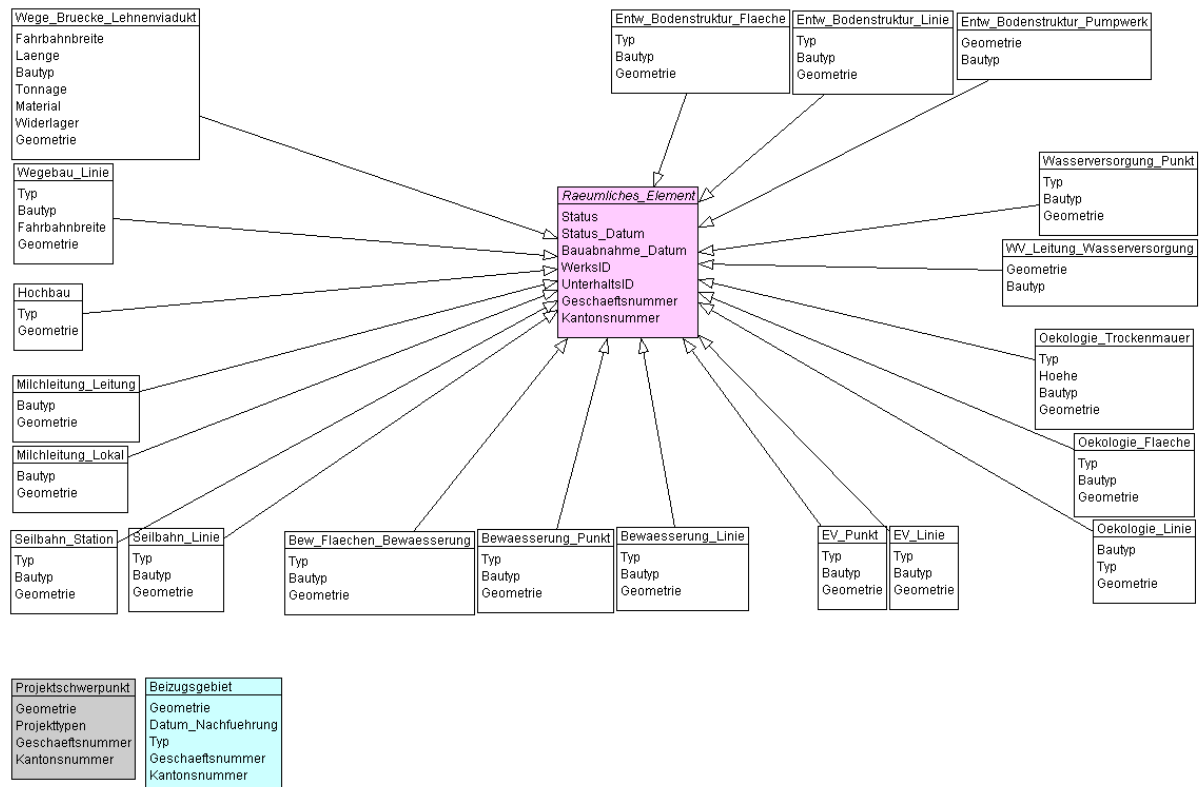 Wege_Bruecke_Lehnenviadukt
Fahrbahnbreite
Laenge
Bautyp
Tonnage
Material
Widerlager
Geometrie
Entw_Bodenstruktur_Flaeche
Typ
Bautyp
Geometrie
Entw_Bodenstruktur_Linie
Typ
Bautyp
Geometrie
Entw_Bodenstruktur_Pumpwerk
Geometrie
Bautyp
Wegebau_Linie
Typ
Bautyp
Fahrbahnbreite
Geometrie
Raeumliches_Element
Status
Status_Datum
Bauabnahme_Datum
WerksID
UnterhaltsID
Geschaeftsnummer
Kantonsnummer
Wasserversorgung_Punkt
Typ
Bautyp
Geometrie
WV_Leitung_Wasserversorgung
Geometrie
Bautyp
Hochbau
Typ
Geometrie
Oekologie_Trockenmauer
Typ
Hoehe
Bautyp
Geometrie
Milchleitung_Leitung
Bautyp
Geometrie
Milchleitung_Lokal
Bautyp
Geometrie
Oekologie_Flaeche
Typ
Bautyp
Geometrie
Seilbahn_Station
Typ
Bautyp
Geometrie
Seilbahn_Linie
Typ
Bautyp
Geometrie
Bew_Flaechen_Bewaesserung
Typ
Bautyp
Geometrie
Bewaesserung_Punkt
Typ
Bautyp
Geometrie
Bewaesserung_Linie
Typ
Bautyp
Geometrie
EV_Punkt
Typ
Bautyp
Geometrie
EV_Linie
Typ
Bautyp
Geometrie
Oekologie_Linie
Bautyp
Typ
Geometrie
Projektschwerpunkt
Geometrie
Projekttypen
Geschaeftsnummer
Kantonsnummer
Beizugsgebiet
Geometrie
Datum_Nachfuehrung
Typ
Geschaeftsnummer
Kantonsnummer